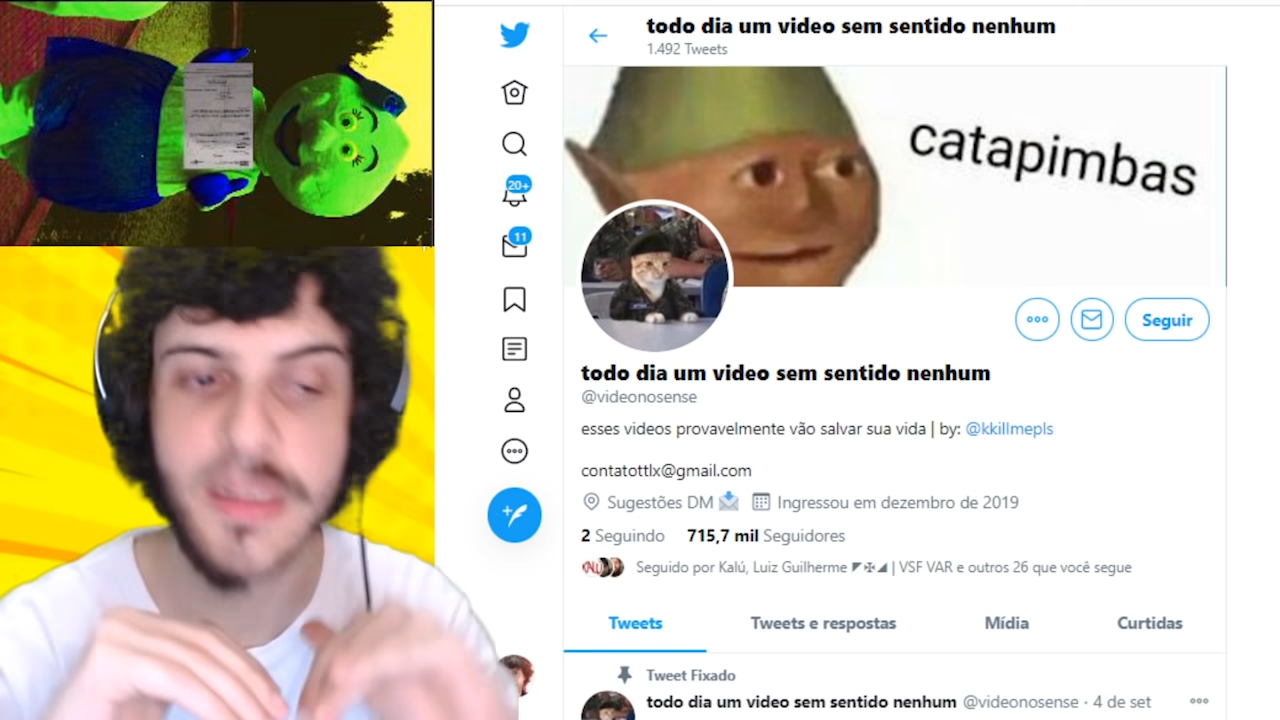 todo dia um video sem sentido nenhum
1.492 Tweets
catapimbas
20+
11
Seguir
todo dia um video sem sentido nenhum
@videonosense
esses videos provavelmente vão salvar sua vida | by: @kkillmepls
contatottlx@gmail.com
Sugestões DM 📩 Ingressou em dezembro de 2019
2 Seguindo 715,7 mil Seguidores
Seguido por Kalú, Luiz Guilherme ◤✠◢ | VSF VAR e outros 26 que você segue
Tweets Tweets e respostas Mídia Curtidas
Tweet Fixado
todo dia um video sem sentido nenhum @videonosense · 4 de set